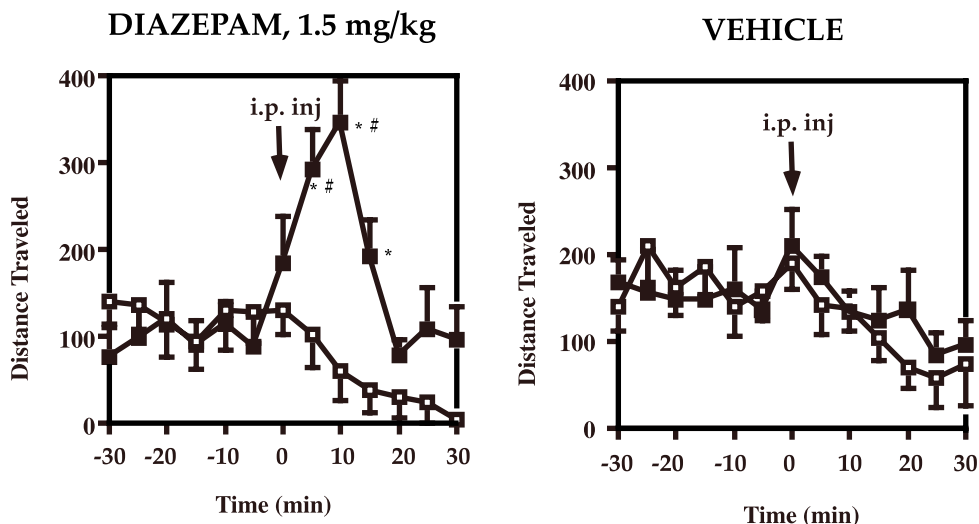 DIAZEPAM, 1.5 mg/kg
400
300
200
100
0
Distance Traveled
i.p. inj
* #
* #
*
-30 -20 -10 0 10 20 30
Time (min)
VEHICLE
400
300
200
100
0
Distance Traveled
i.p. inj
-30 -20 -10 0 10 20 30
Time (min)